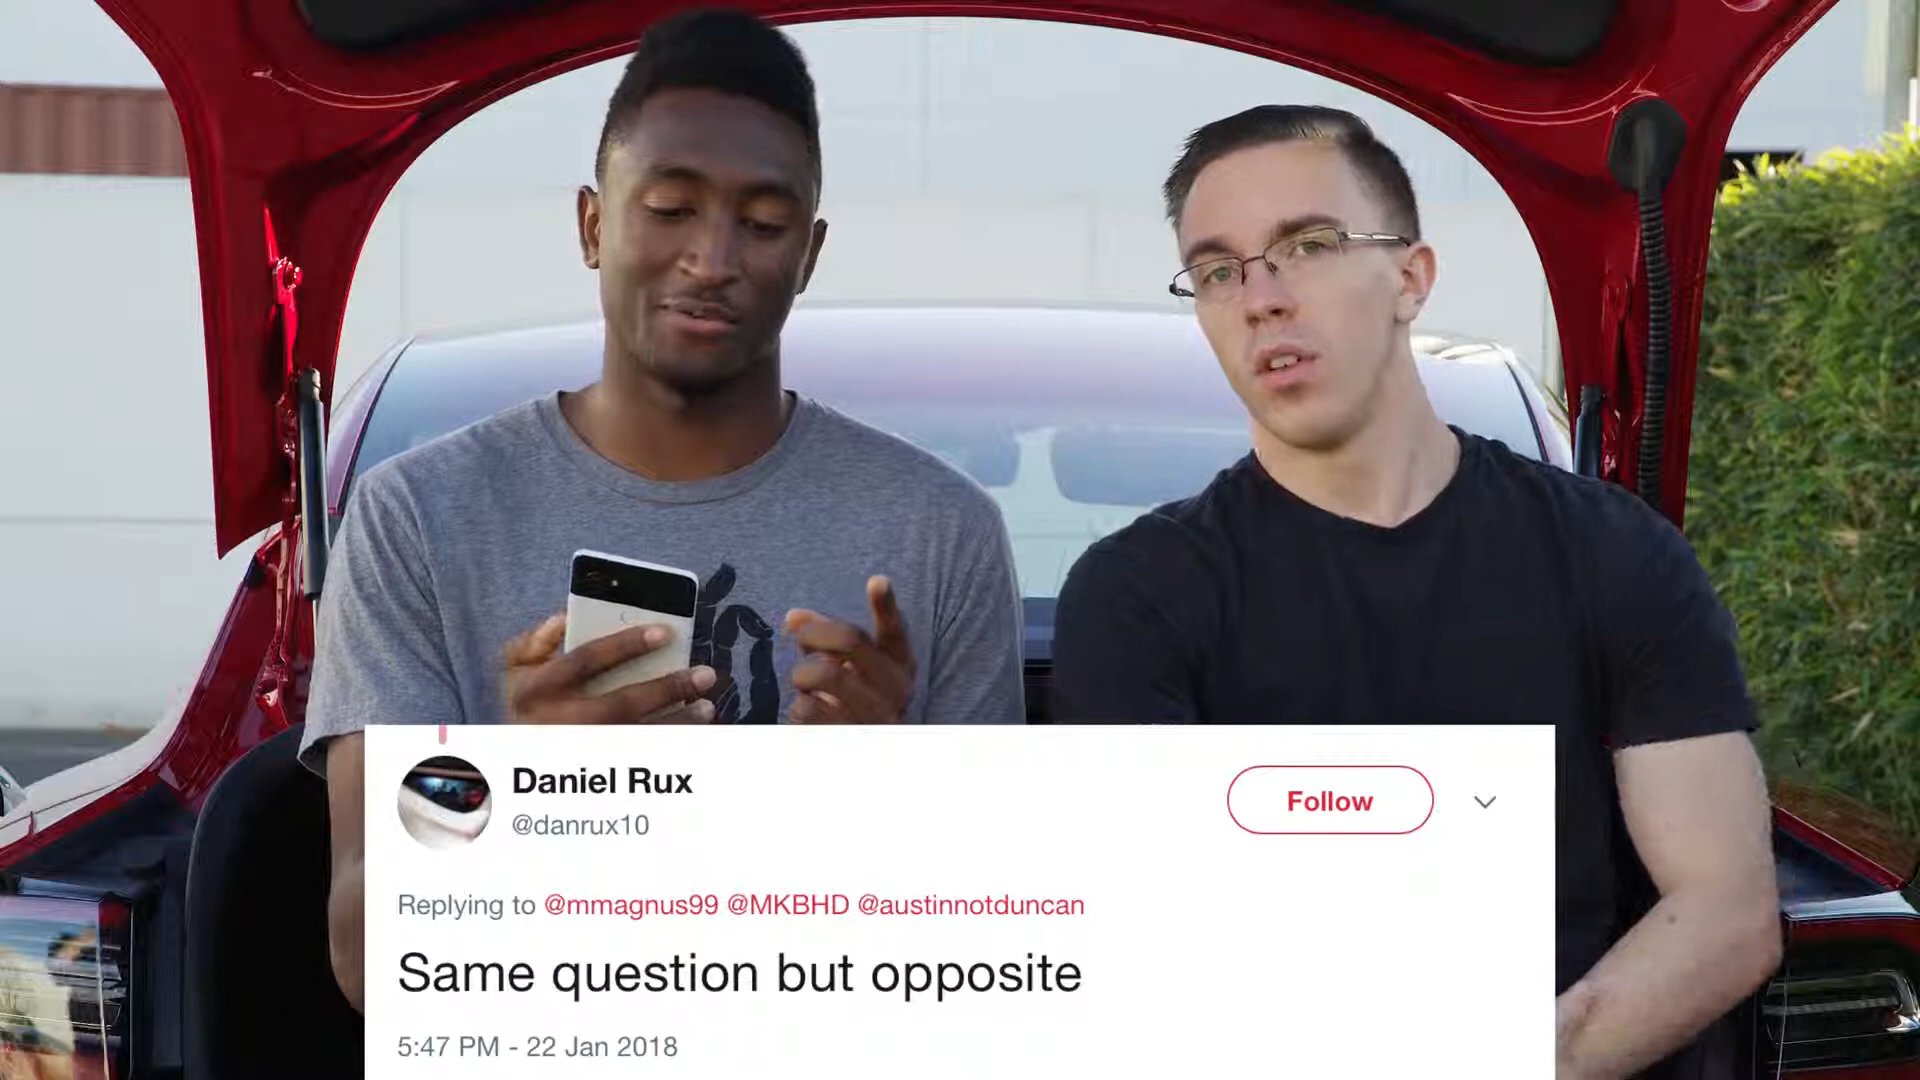 Daniel Rux
@danrux10
Follow
Replying to @mmagnus99 @MKBHD @austinnotduncan
Same question but opposite
5:47 PM - 22 Jan 2018